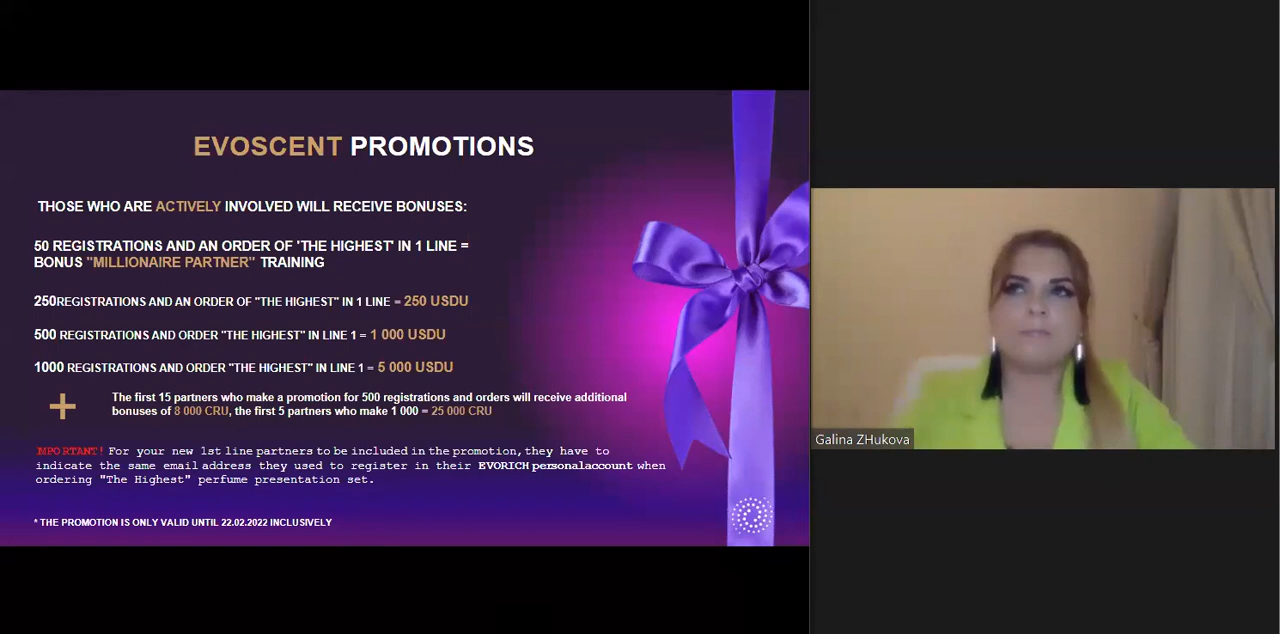 EVOSCENT PROMOTIONS
THOSE WHO ARE ACTIVELY INVOLVED WILL RECEIVE BONUSES:
50 REGISTRATIONS AND AN ORDER OF 'THE HIGHEST' IN 1 LINE =
BONUS "MILLIONAIRE PARTNER" TRAINING
250REGISTRATIONS AND AN ORDER OF "THE HIGHEST" IN 1 LINE = 250 USDU
500 REGISTRATIONS AND ORDER "THE HIGHEST" IN LINE 1 = 1 000 USDU
1000 REGISTRATIONS AND ORDER "THE HIGHEST" IN LINE 1 = 5 000 USDU
+
The first 15 partners who make a promotion for 500 registrations and orders will receive additional
bonuses of 8 000 CRU, the first 5 partners who make 1 000 = 25 000 CRU
IMPORTANT! For your new 1st line partners to be included in the promotion, they have to
indicate the same email address they used to register in their EVORICH personalaccount when
ordering "The Highest" perfume presentation set.
* THE PROMOTION IS ONLY VALID UNTIL 22.02.2022 INCLUSIVELY
Galina ZHukova